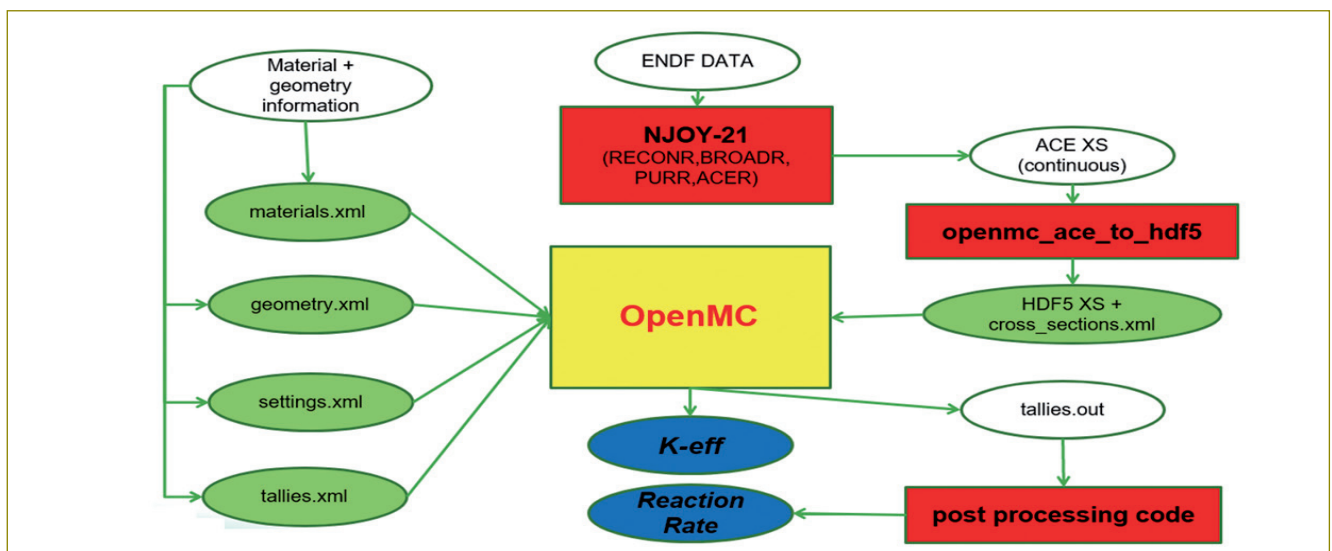 Material +
geometry
information
materials.xml
geometry.xml
settings.xml
tallies.xml
ENDF DATA
NJOY-21
(RECONR,BROADR,
PURR,ACER)
ACE XS
(continuous)
openmc_ace_to_hdf5
HDF5 XS +
cross_sections.xml
OpenMC
K-eff
tallies.out
post processing code
Reaction
Rate